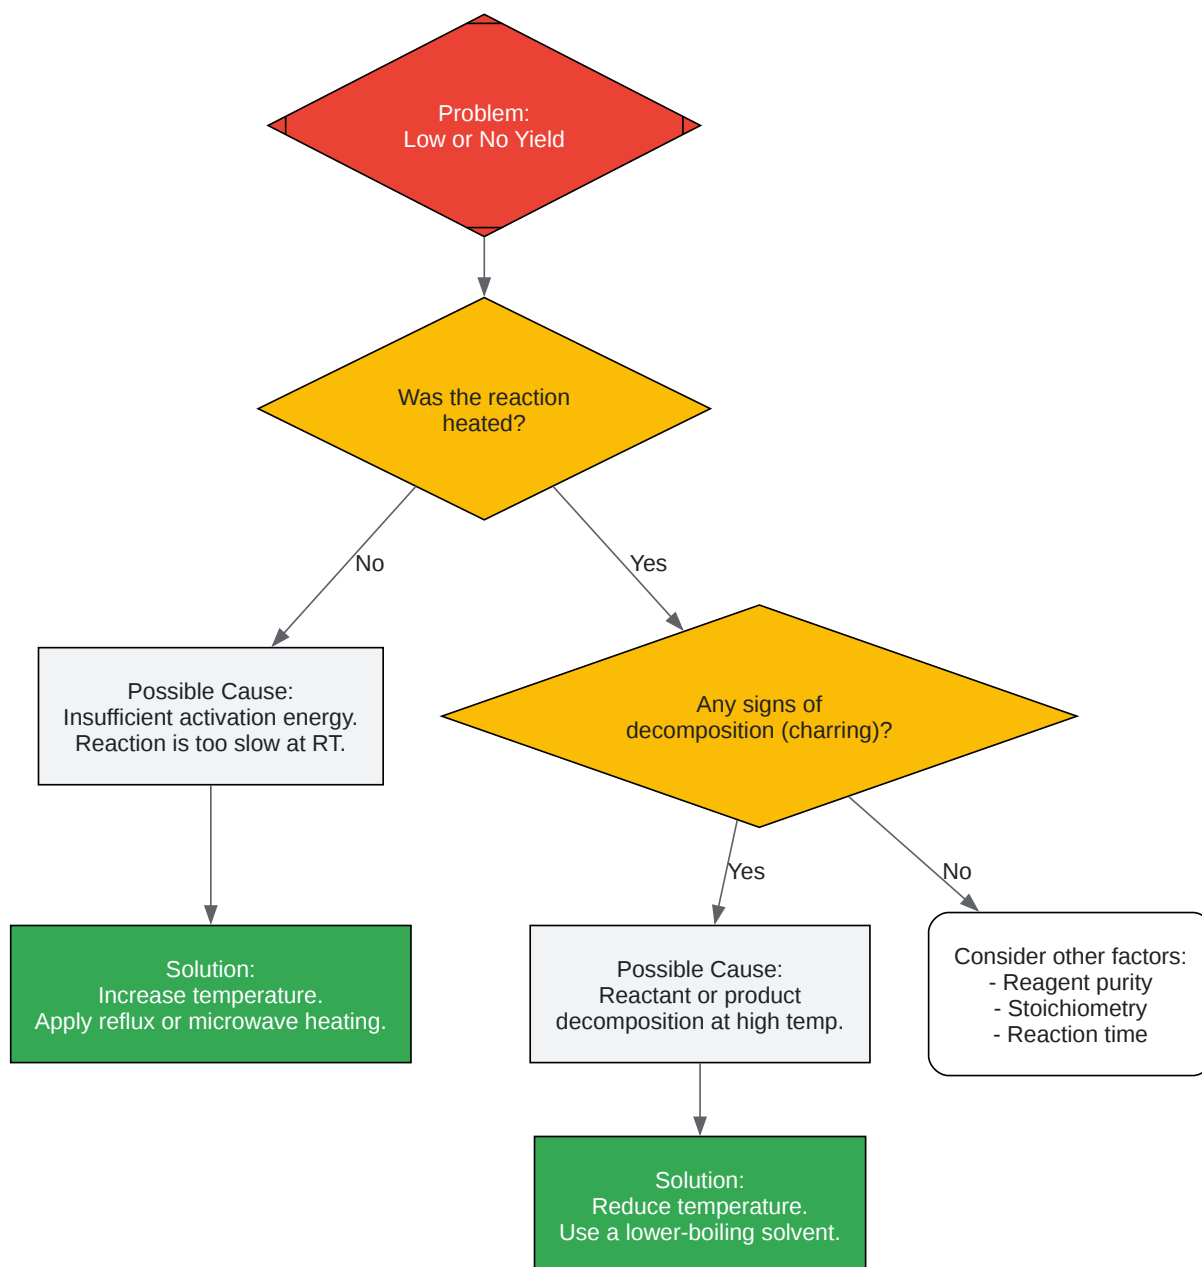 Problem:
Low or No Yield
Was the reaction
heated?
No
Yes
Possible Cause:
Insufficient activation energy.
Reaction is too slow at RT.
Any signs of
decomposition (charring)?
Yes
No
Solution:
Increase temperature.
Apply reflux or microwave heating.
Possible Cause:
Reactant or product
decomposition at high temp.
Consider other factors:
- Reagent purity
- Stoichiometry
- Reaction time
Solution:
Reduce temperature.
Use a lower-boiling solvent.